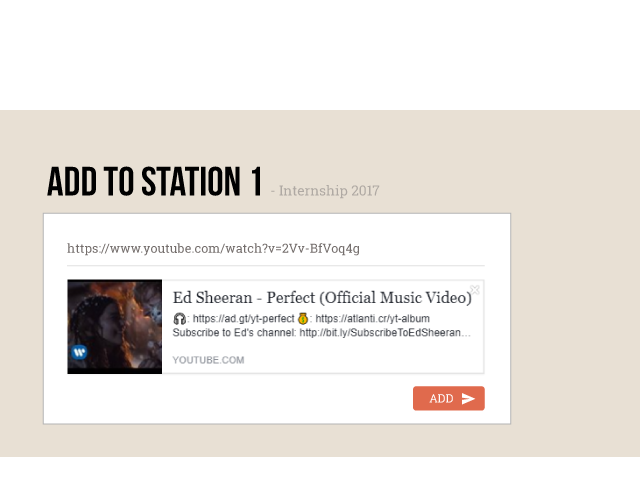 ADD TO STATION 1 - Internship 2017
https://www.youtube.com/watch?v=2Vv-BfVoq4g
Ed Sheeran - Perfect (Official Music Video)
🎧: https://ad.gt/yt-perfect 💰: https://atlanti.cr/yt-album
Subscribe to Ed's channel: http://bit.ly/SubscribeToEdSheeran...
YOUTUBE.COM
ADD